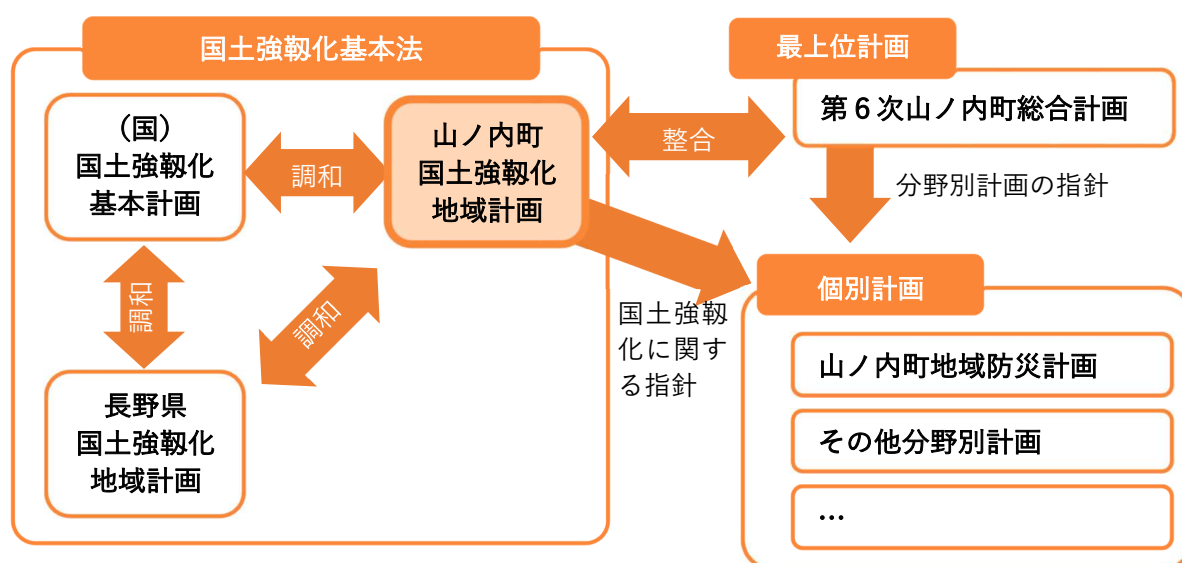 国土強靱化基本法
（国）
国土強靱化
基本計画
調和
山ノ内町
国土強靱化
地域計画
調和
調和
長野県
国土強靱化
地域計画
整合
最上位計画
第６次山ノ内町総合計画
分野別計画の指針
国土強靱
化に関す
る指針
個別計画
山ノ内町地域防災計画
その他分野別計画
…